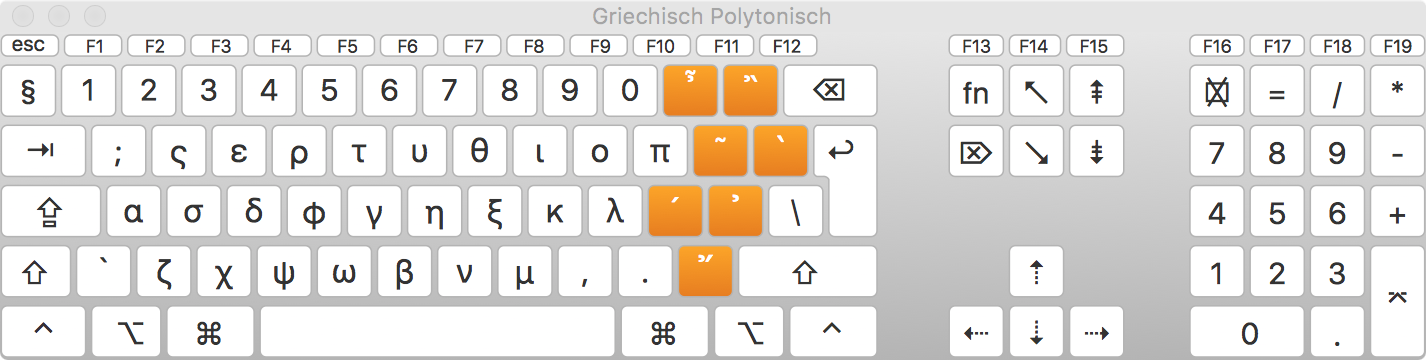 Griechisch Polytonisch
esc F1 F2 F3 F4 F5 F6 F7 F8 F9 F10 F11 F12 F13 F14 F15 F16 F17 F18 F19
§ 1 2 3 4 5 6 7 8 9 0 ῏ ῍ ⌫ fn ↖ ⇞ = / *
⇥ ; ς ε ρ τ υ θ ι ο π ῀ ` ↩ ⌦ ↘ ⇟ 7 8 9 -
α σ δ φ γ η ξ κ λ ´ ᾿ \ 4 5 6 +
⇧ ` ζ χ ψ ω β ν μ , . ῎ ⇧ ⇡ 1 2 3 ⌤
⌃ ⌥ ⌘ ⌘ ⌥ ⌃ ⇠ ⇣ ⇢ 0 .